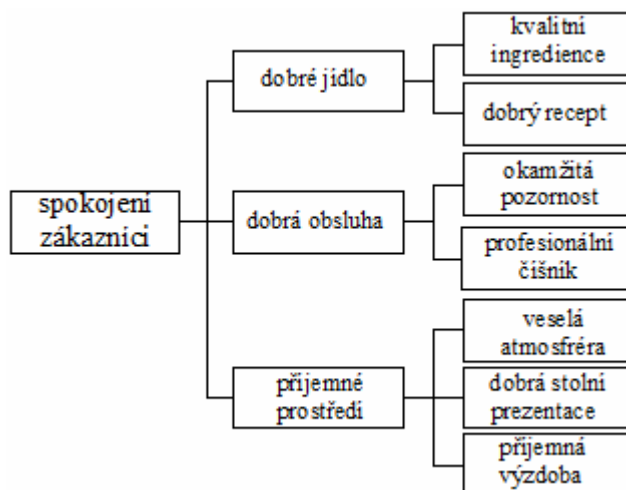 spokojení
zákazníci
dobré jídlo
kvalitní
ingredience
dobrý recept
dobrá obsluha
okamžitá
pozornost
profesionální
číšník
příjemné
prostředí
veselá
atmosfréra
dobrá stolní
prezentace
příjemná
výzdoba